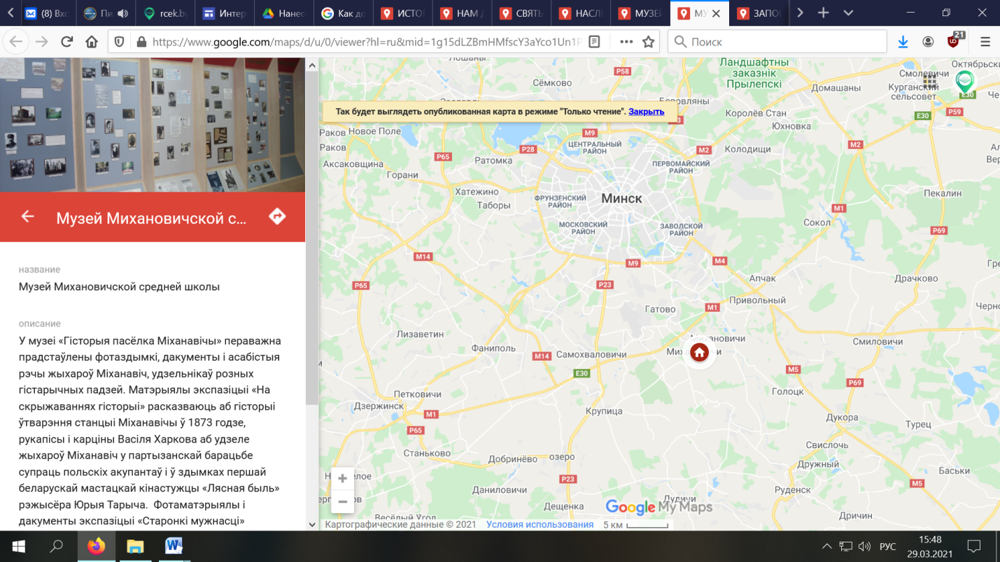 (8) Вхо
Пи
rcek.by
Интер
Нанес
Как до
ИСТО
НАМ
СВЯТЬ
НАСЛ
МУЗЕЙ
ЗАПО
https://www.google.com/maps/d/u/0/viewer?hl=ru&mid=1g15dLZBmHMfscY3aYco1Un1P
Поиск
21
Музей Михановичской с...
название
Музей Михановичской средней школы
описание
У музеі «Гісторыя пасёлка Міханавічы» пераважна
прадстаўлены фотаздымкі, дакументы і асабістыя
рэчы жыхароў Міханавіч, удзельнікаў розных
гістарычных падзей. Матэрыялы экспазіцыі «На
скрыжаваннях гісторыі» расказваюць аб гісторыі
ўтварэння станцыі Міханавічы ў 1873 годзе,
рукапісы і карціны Васіля Харкова аб удзеле
жыхароў Міханавіч у партызанскай барацьбе
супраць польскіх акупантаў і ў здымках першай
беларускай мастацкай кінастужцы «Лясная быль»
рэжысёра Юрыя Тарыча. Фотаматэрыялы і
дакументы экспазіцыі «Старонкі мужнасці»
Так будет выглядеть опубликованная карта в режиме "Только чтение". Закрыть
Лошаны
P58
Сёмково
Ландшафтны
заказнік
Прылепскі
Домашаны
Смолевичи
Октябрьски
Курганский
сельсовет
E30
P59
E30
Королёв Стан
Юхновка
Раков
Новое Поле
Раков
Аксаковщина
P65
Горани
P28
Ратомка
M9
ЦЕНТРАЛЬНЫЙ
РАЙОН
ПЕРВОМАЙСКИЙ
РАЙОН
M2
Колодищи
M2
Хатежино
Таборы
ФРУНЗЕНСКИЙ
РАЙОН
Минск
МОСКОВСКИЙ
РАЙОН
ЗАВОДСКОЙ
РАЙОН
Пекалин
M1
Сокол
P69
M14
M9
M4
P65
P23
Апчак
Драчково
Привольный
M1
Гатово
Лизаветин
Фаниполь
M14
Самохваловичи
E30
Михановичи
Смиловичи
M5
P69
Голоцк
Петковичи
Дзержинск
M1
P65
Крупица
Дукора
Турец
Станьково
Добринёво
озеро
Свислочь
Дружный
Баськи
P23
Даниловичи
Руденск
M5
Дещенка
Дудичи
Весёлый Угол
Дричин
Google My Maps
Картографические данные © 2021
Условия использования
5 км
РУС
15:48
29.03.2021